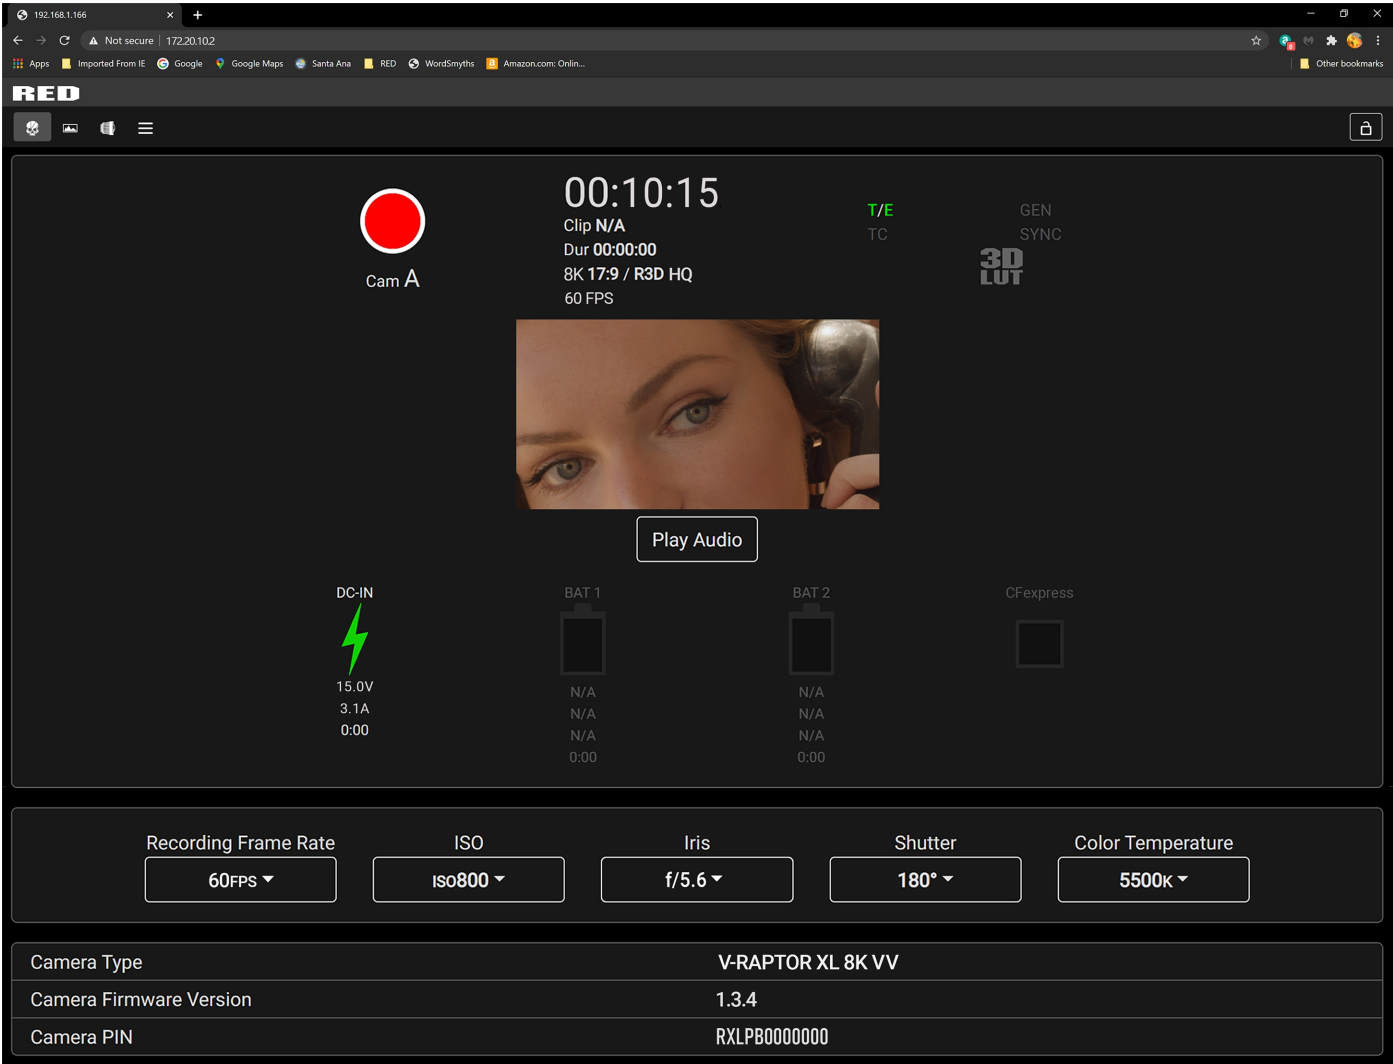 192.168.1.166
Not secure | 172.20.10.2
Apps Imported From IE Google Google Maps Santa Ana RED WordSmyths Amazon.com: Onlin... Other bookmarks
RED
00:10:15
Clip N/A
Dur 00:00:00
8K 17:9 / R3D HQ
60 FPS
Cam A
T/E
TC
GEN
SYNC
3D
LUT
Play Audio
DC-IN
15.0V
3.1A
0:00
BAT 1
N/A
N/A
N/A
0:00
BAT 2
N/A
N/A
N/A
0:00
CFexpress
Recording Frame Rate
60FPS
ISO
ISO800
Iris
f/5.6
Shutter
180°
Color Temperature
5500K
Camera Type V-RAPTOR XL 8K VV
Camera Firmware Version 1.3.4
Camera PIN RXLPB0000000